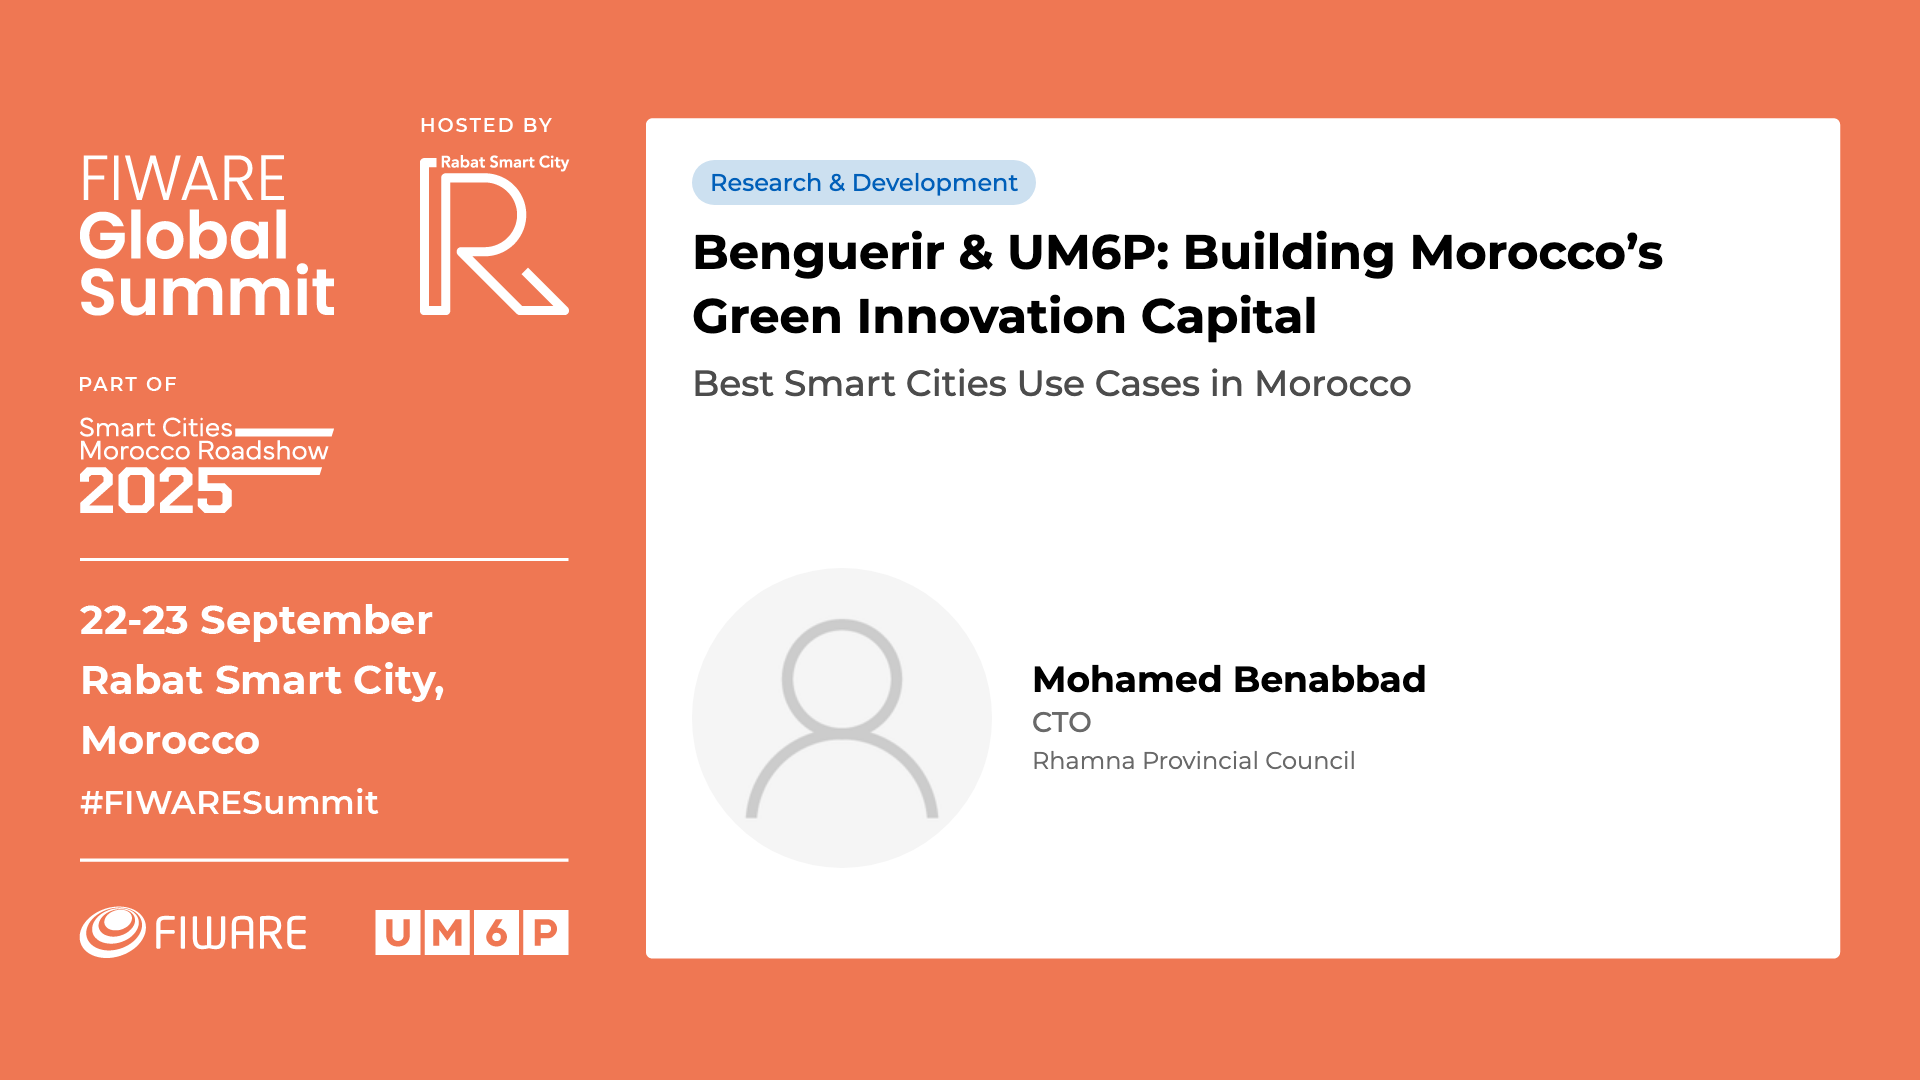 FIWARE
Global
Summit
HOSTED BY
Rabat Smart City
R
PART OF
Smart Cities
Morocco Roadshow
2025
22-23 September
Rabat Smart City,
Morocco
#FIWARESummit
FIWARE
UM6P
Research & Development
Benguerir & UM6P: Building Morocco’s
Green Innovation Capital
Best Smart Cities Use Cases in Morocco
Mohamed Benabbad
CTO
Rhamna Provincial Council